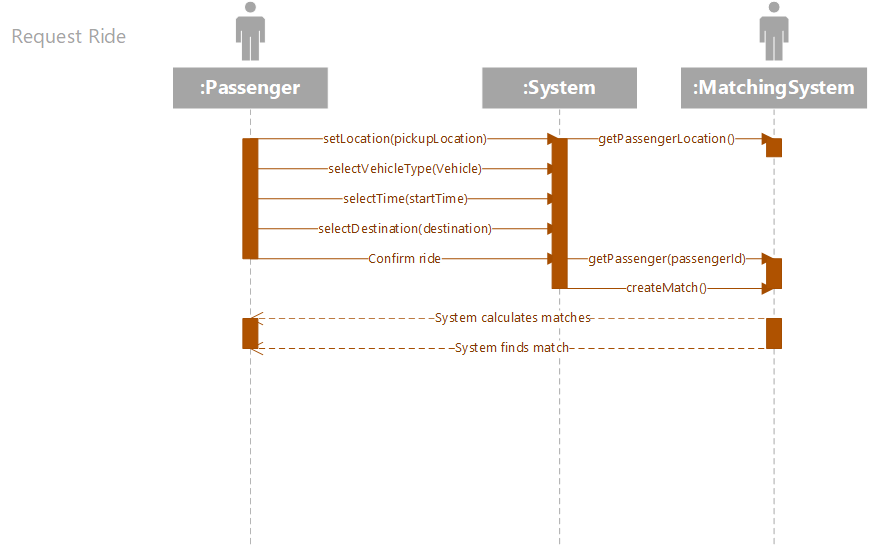 Request Ride
:Passenger
:System
:MatchingSystem
setLocation(pickupLocation)
getPassengerLocation()
selectVehicleType(Vehicle)
selectTime(startTime)
selectDestination(destination)
Confirm ride
getPassenger(passengerId)
createMatch()
System calculates matches
System finds match